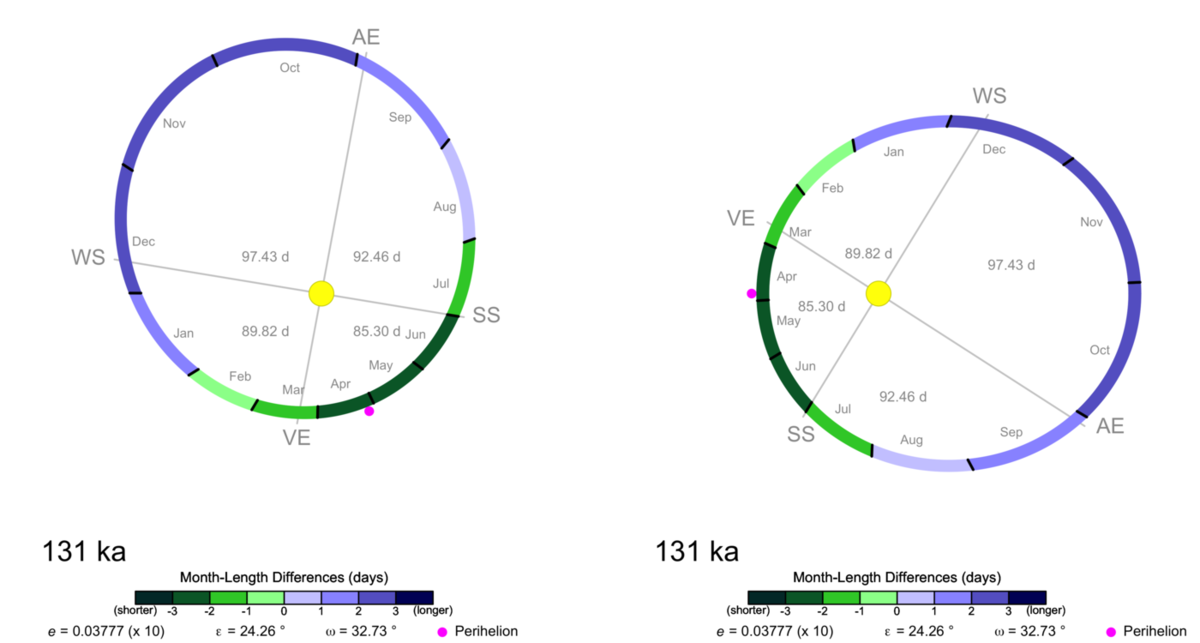 AE
Oct
Sep
Nov
Aug
Dec
WS
97.43 d
92.46 d
Jul
SS
89.82 d
85.30 d
Jun
Jan
May
Feb
Apr
Mar
VE
131 ka
Month-Length Differences (days)
(shorter) -3 -2 -1 0 1 2 3 (longer)
e = 0.03777 (x 10) ε = 24.26 ° ω = 32.73 ° Perihelion
WS
Jan
Dec
Feb
VE
Mar
Nov
89.82 d
97.43 d
Apr
85.30 d
May
Oct
Jun
92.46 d
Jul
SS
Aug
Sep
AE
131 ka
Month-Length Differences (days)
(shorter) -3 -2 -1 0 1 2 3 (longer)
e = 0.03777 (x 10) ε = 24.26 ° ω = 32.73 ° Perihelion